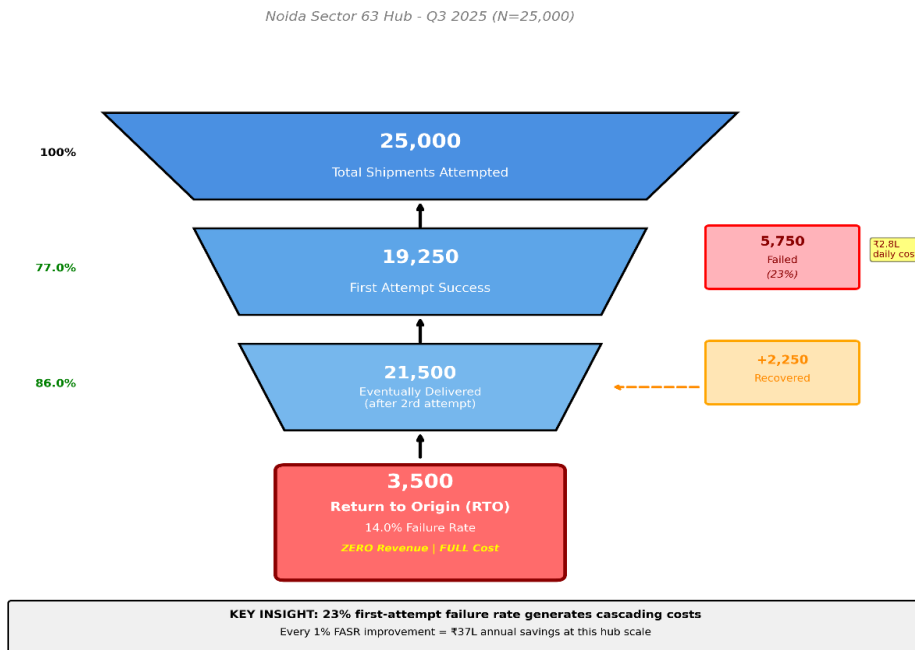 Noida Sector 63 Hub - Q3 2025 (N=25,000)
100%
25,000
Total Shipments Attempted
77.0%
19,250
First Attempt Success
5,750
Failed
(23%)
₹2.8L
daily cos
86.0%
21,500
Eventually Delivered
(after 2nd attempt)
+2,250
Recovered
3,500
Return to Origin (RTO)
14.0% Failure Rate
ZERO Revenue | FULL Cost
KEY INSIGHT: 23% first-attempt failure rate generates cascading costs
Every 1% FASR improvement = ₹37L annual savings at this hub scale